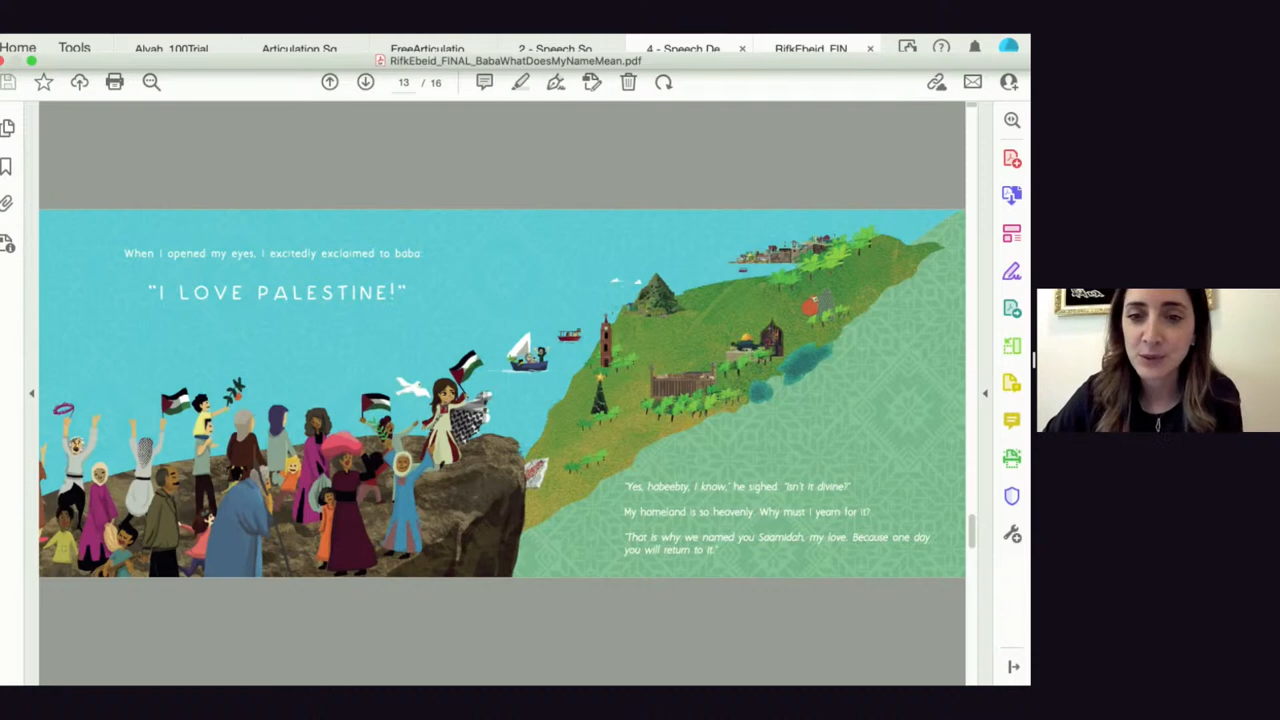 Home
Tools
Alyah_100Trial
Articulation Sq
FreeArticulatio
2 - Speech So
4 - Speech De
RifkEbeid_FIN
RifkEbeid_FINAL_BabaWhatDoesMyNameMean.pdf
13 / 16
When I opened my eyes, I excitedly exclaimed to baba:
"I LOVE PALESTINE!"
"Yes, habeebty, I know," he sighed. "Isn't it divine?"
My homeland is so heavenly. Why must I yearn for it?
"That is why we named you Saamidah, my love. Because one day
you will return to it."